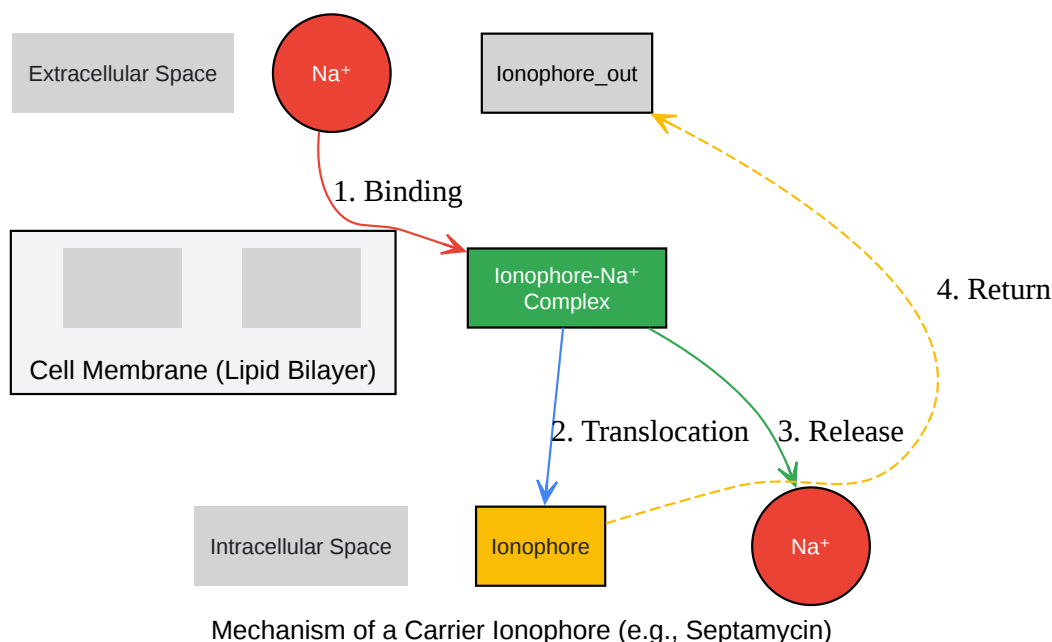 Extracellular Space
Na⁺
Ionophore_out
1. Binding
Ionophore-Na⁺
Complex
4. Return
Cell Membrane (Lipid Bilayer)
2. Translocation
3. Release
Intracellular Space
Ionophore
Na⁺
Mechanism of a Carrier Ionophore (e.g., Septamycin)